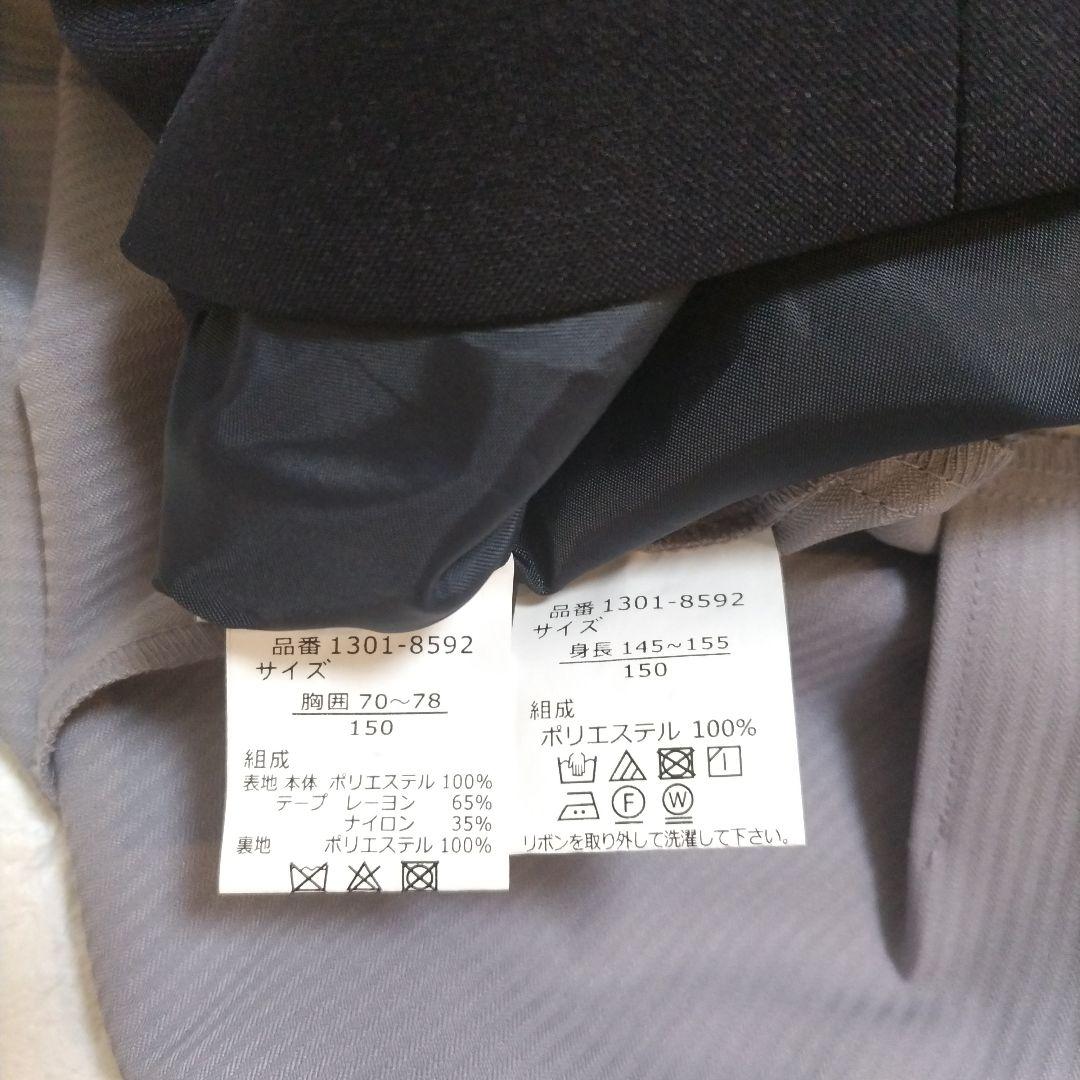 品番 1301-8592
サイズ
胸囲 70～78
150
組成
表地 本体 ポリエステル 100%
テープ レーヨン 65%
ナイロン 35%
裏地 ポリエステル 100%
品番 1301-8592
サイズ
身長 145～155
150
組成
ポリエステル 100%
F W
リボンを取り外して洗濯して下さい。